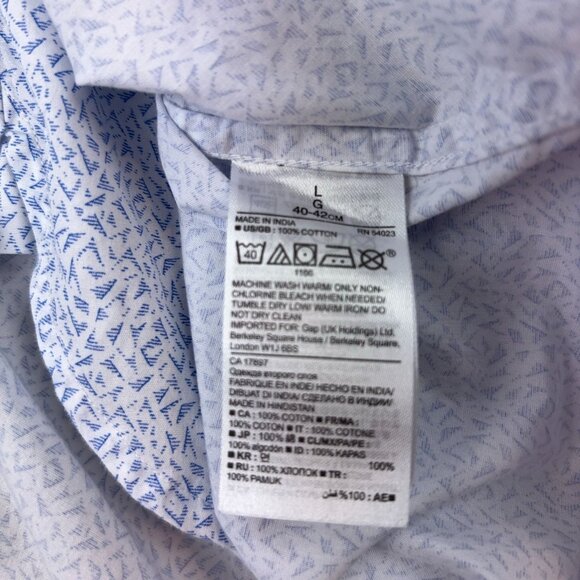 L
G
40-42CM
MADE IN INDIA RN 54023
■ US/GB : 100% COTTON
40
1166
MACHINE WASH WARM/ ONLY NON-
CHLORINE BLEACH WHEN NEEDED/
TUMBLE DRY LOW/ WARM IRON/ DO
NOT DRY CLEAN
IMPORTED FOR: Gap (UK Holdings) Ltd,
Berkeley Square House / Berkeley Square,
London W1J 6BS
CA 17897
Одежда второго слоя
FABRIQUÉ EN INDE/ HECHO EN INDIA/
DIBUAT DI INDIA/ СДЕЛАНО В ИНДИИ/
MADE IN HINDISTAN
■ CA : 100% COTON ■ FR/MA :
100% COTON ■ IT : 100% COTONE
■ JP : 100% 綿 ■ CL/MX/PA/PE :
100% algodón ■ ID : 100% KAPAS
■ KR : 면 100%
■ RU : 100% ХЛОПОК ■ TR :
100% PAMUK
■ AE : 100% قطن